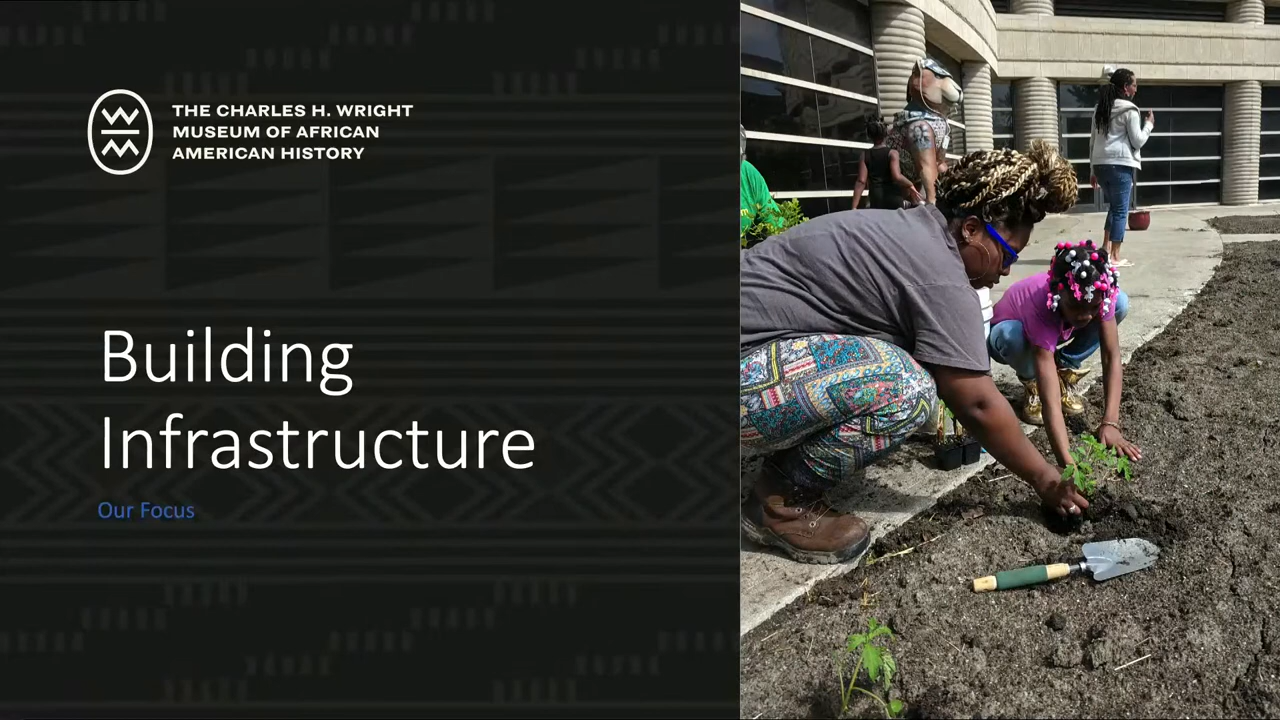 THE CHARLES H. WRIGHT
MUSEUM OF AFRICAN
AMERICAN HISTORY
Building
Infrastructure
Our Focus